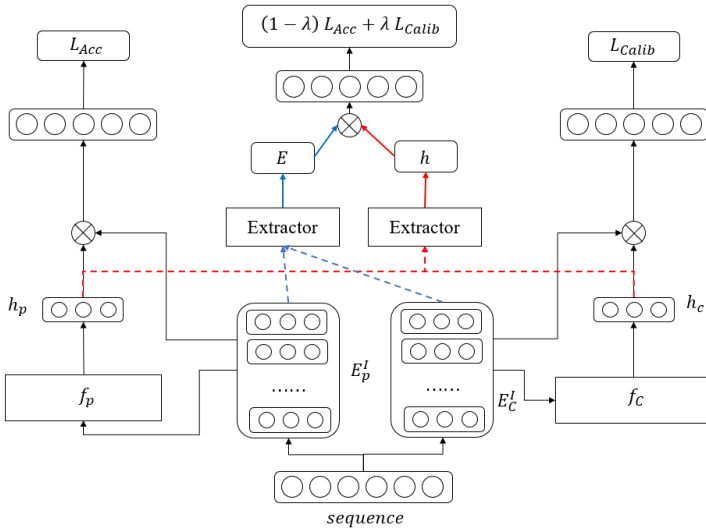 (1 − λ) L_Acc + λ L_Calib
L_Acc
L_Calib
E
h
Extractor
Extractor
h_p
h_c
E_p^I
f_p
......
......
E_C^I
f_C
sequence